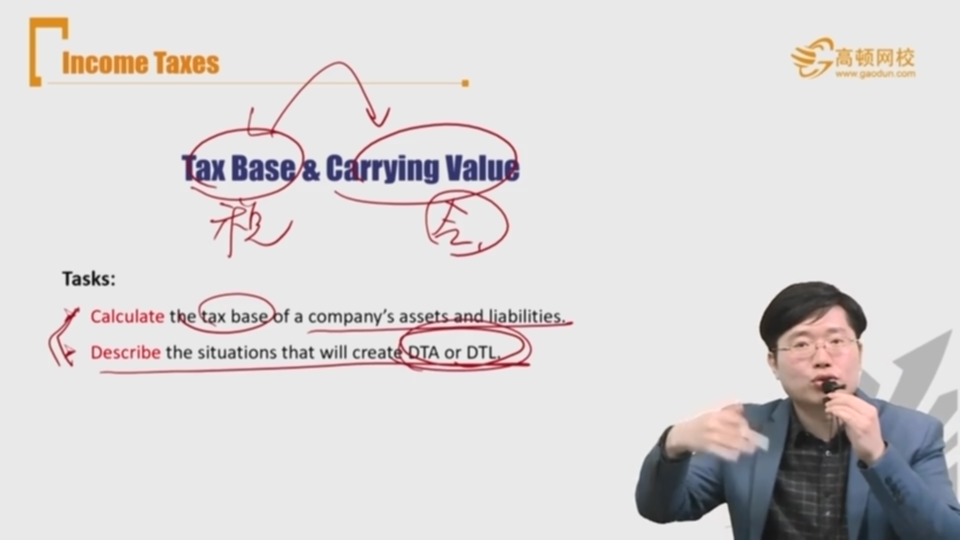 Income Taxes
高顿网校
www.gaodun.com
Tax Base & Carrying Value
税 会
Tasks:
Calculate the tax base of a company's assets and liabilities.
Describe the situations that will create DTA or DTL.